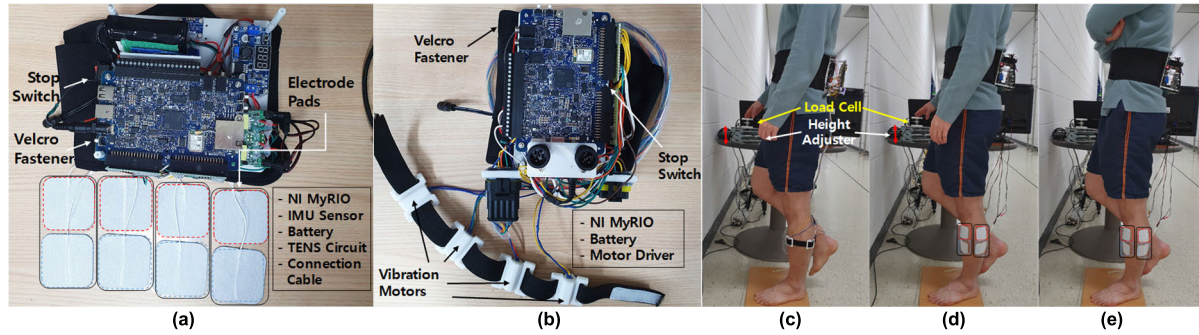 Stop
Switch
Velcro
Fastener
Electrode
Pads
- NI MyRIO
- IMU Sensor
- Battery
- TENS Circuit
- Connection
Cable
Velcro
Fastener
Stop
Switch
- NI MyRIO
- Battery
- Motor Driver
Vibration
Motors
Load Cell
Height
Adjuster
(a)
(b)
(c)
(d)
(e)